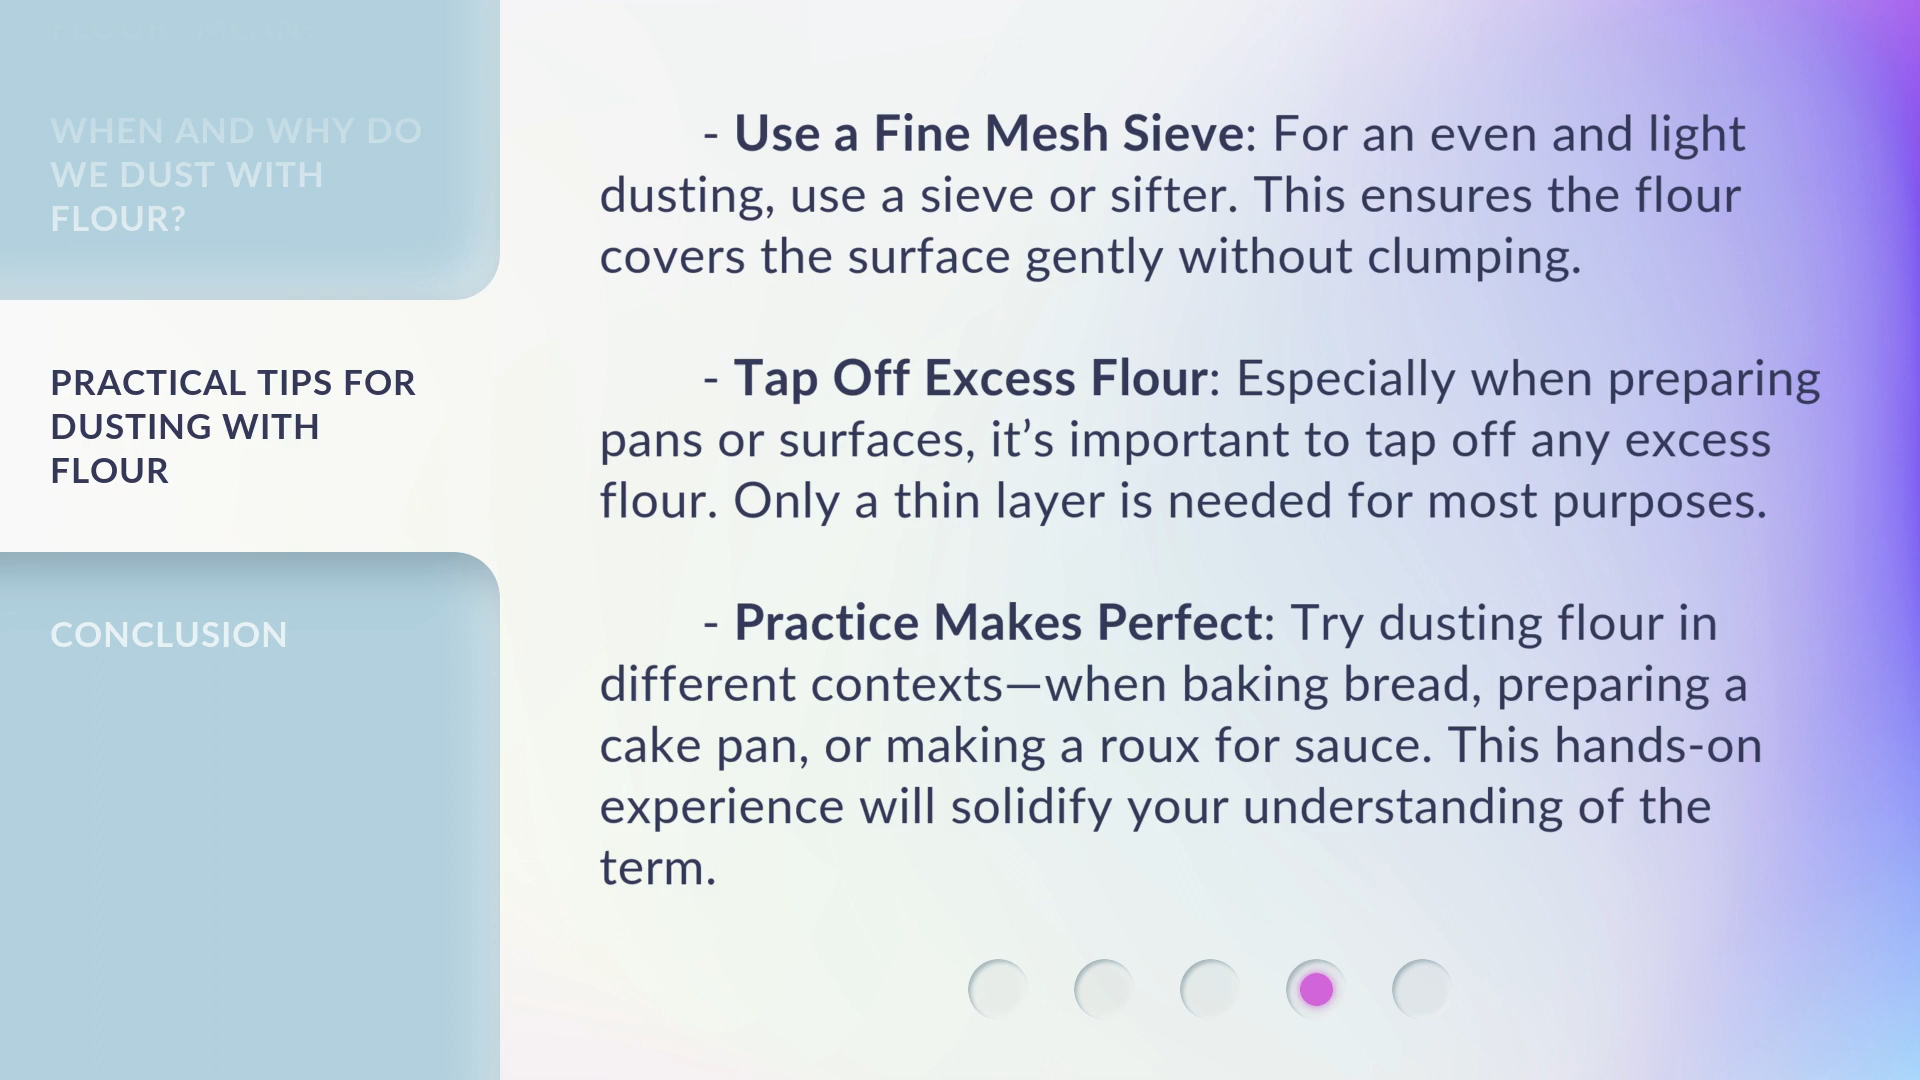 WHEN AND WHY DO
WE DUST WITH
FLOUR?
PRACTICAL TIPS FOR
DUSTING WITH
FLOUR
CONCLUSION
- Use a Fine Mesh Sieve: For an even and light
dusting, use a sieve or sifter. This ensures the flour
covers the surface gently without clumping.
- Tap Off Excess Flour: Especially when preparing
pans or surfaces, it’s important to tap off any excess
flour. Only a thin layer is needed for most purposes.
- Practice Makes Perfect: Try dusting flour in
different contexts—when baking bread, preparing a
cake pan, or making a roux for sauce. This hands-on
experience will solidify your understanding of the
term.